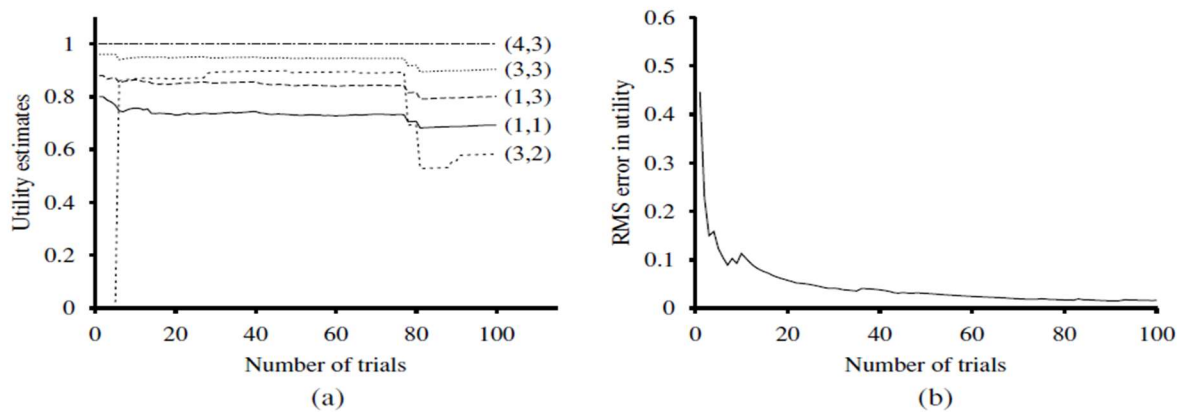 1
0.8
0.6
0.4
0.2
0
Utility estimates
(4,3)
(3,3)
(1,3)
(1,1)
(3,2)
0 20 40 60 80 100
Number of trials
(a)
0.6
0.5
0.4
0.3
0.2
0.1
0
RMS error in utility
0 20 40 60 80 100
Number of trials
(b)